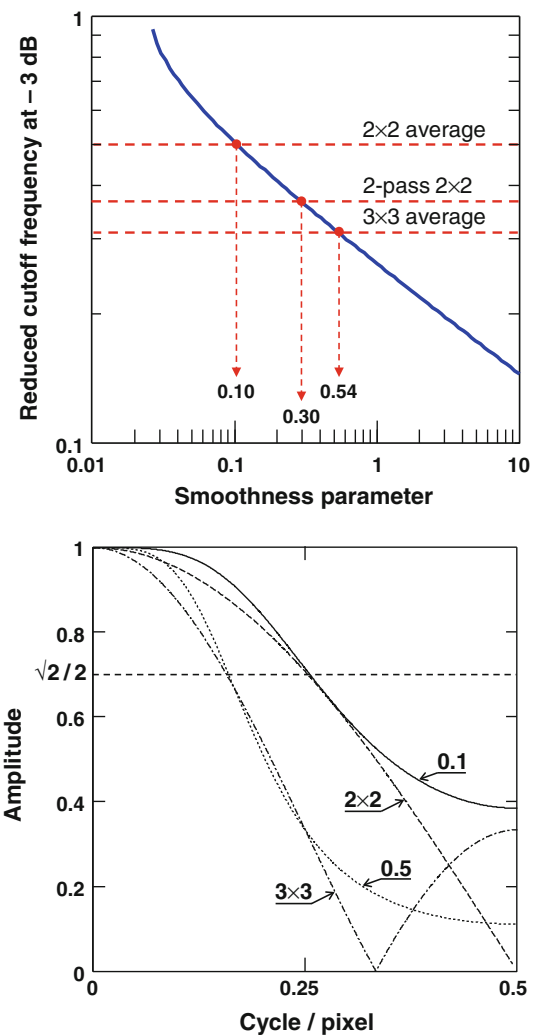 Reduced cutoff frequency at – 3 dB
1
0.1
2×2 average
2-pass 2×2
3×3 average
0.10
0.30
0.54
0.01
0.1
1
10
Smoothness parameter
Amplitude
1
0.8
√2 / 2
0.6
0.4
0.2
0
0.1
2×2
0.5
3×3
0
0.25
0.5
Cycle / pixel